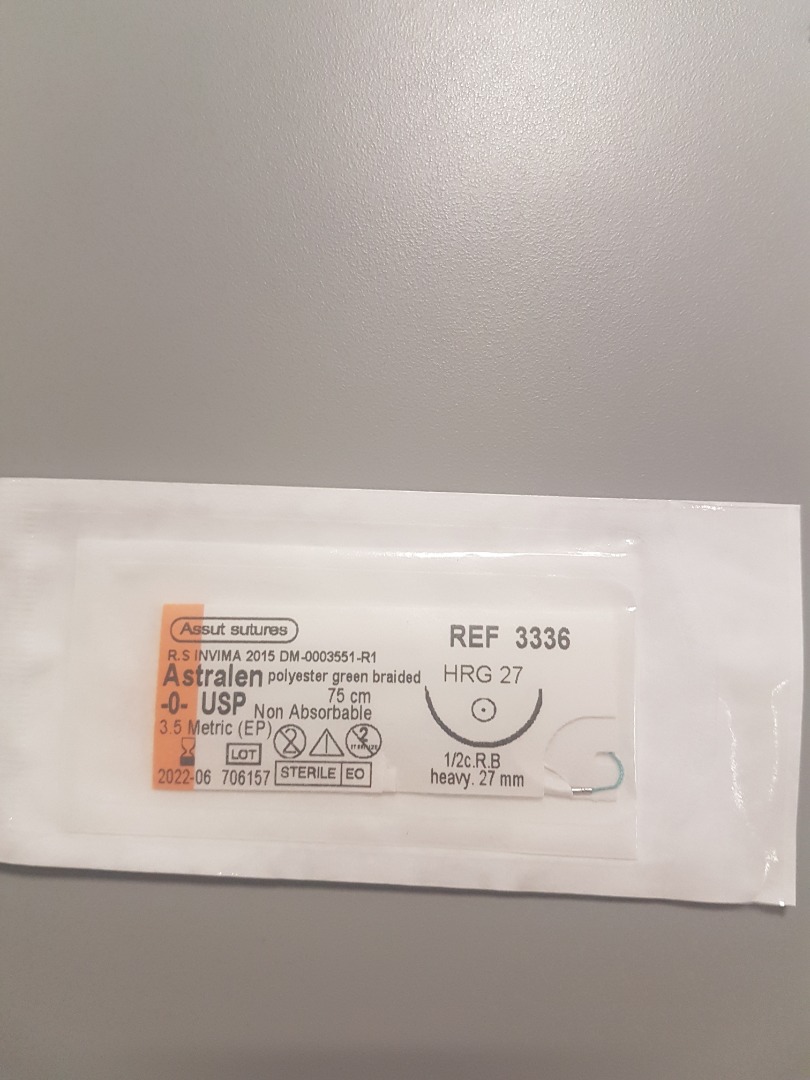 Assut sutures
R.S INVIMA 2015 DM-0003551-R1
Astralen polyester green braided
-0- USP 75 cm
Non Absorbable
3.5 Metric (EP)
LOT
2
2022-06 706157 STERILE EO
REF 3336
HRG 27
1/2c.R.B
heavy. 27 mm